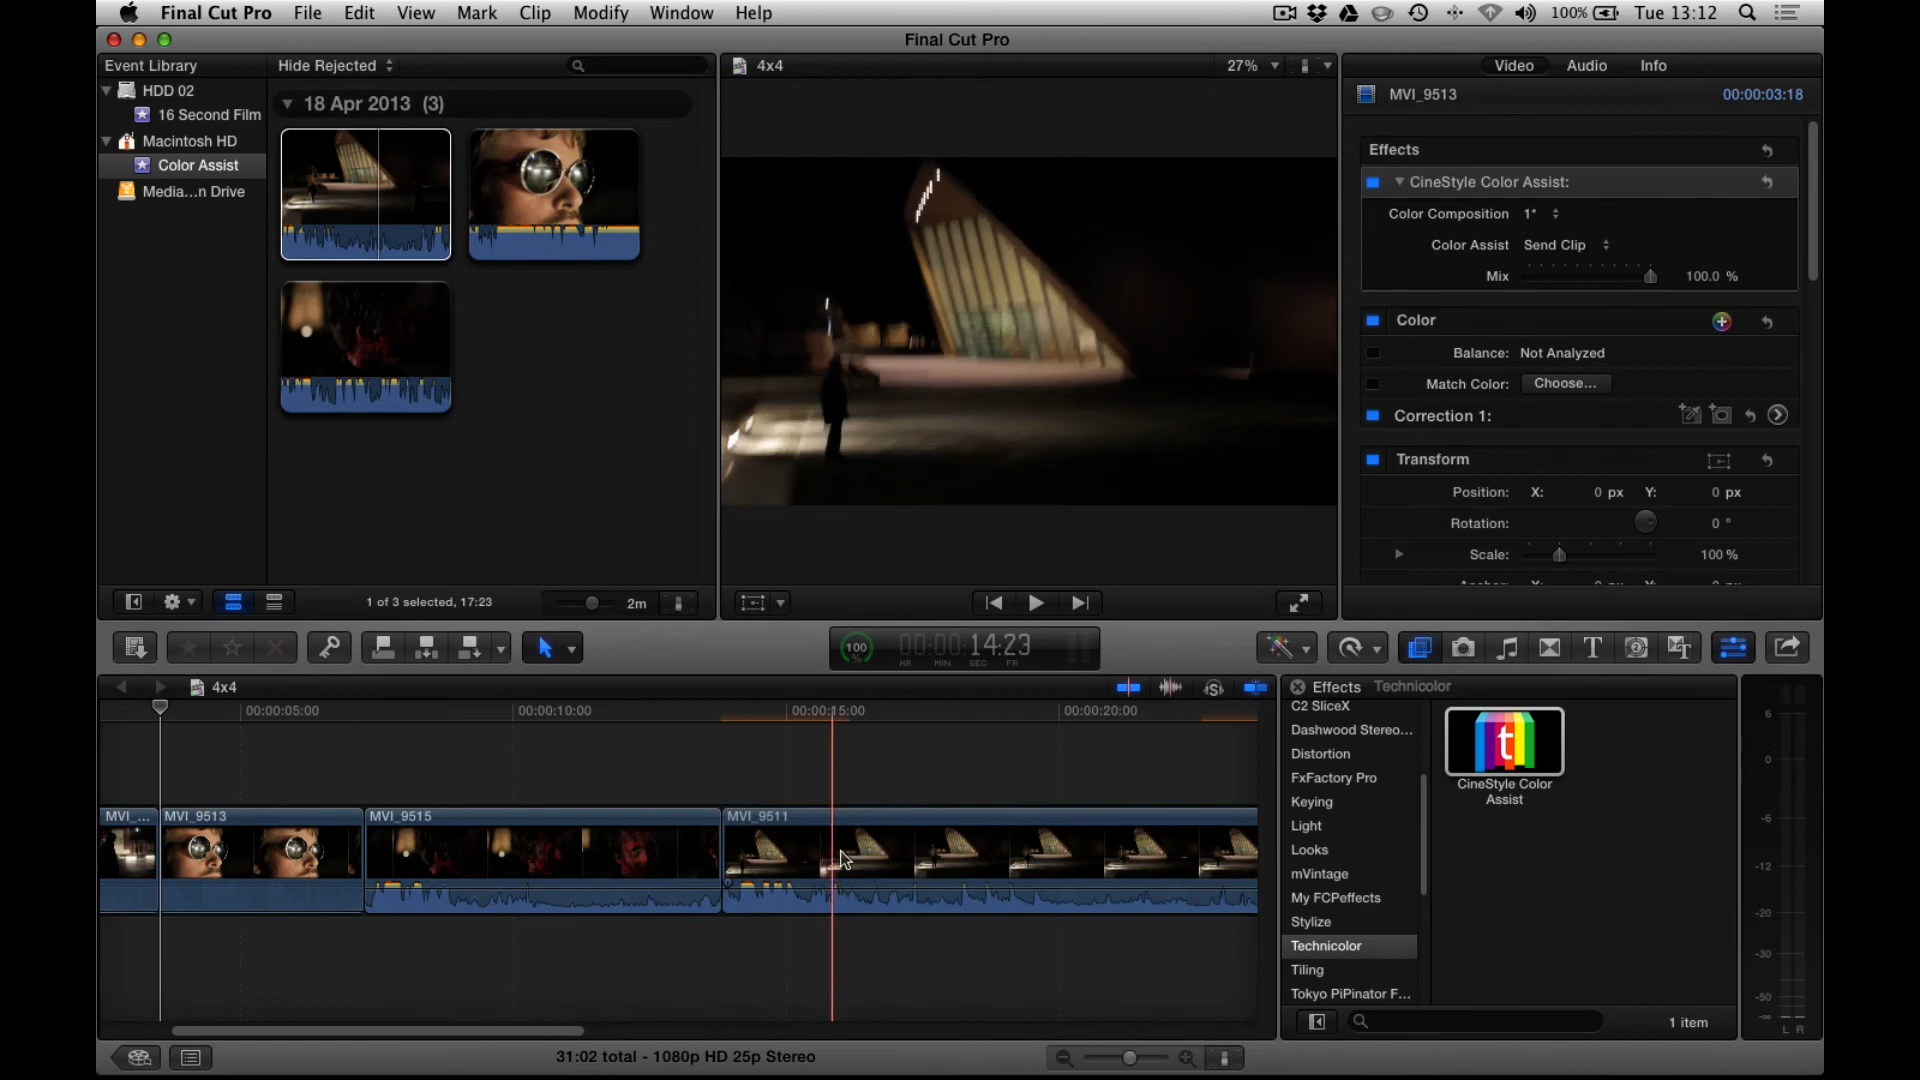 Final Cut Pro File Edit View Mark Clip Modify Window Help 100% Tue 13:12
Final Cut Pro
Event Library Hide Rejected 4x4 27% Video Audio Info
HDD 02
16 Second Film
Macintosh HD
Color Assist
Media...n Drive
18 Apr 2013 (3)
MVI_9513 00:00:03:18
Effects
CineStyle Color Assist:
Color Composition 1*
Color Assist Send Clip
Mix 100.0 %
Color
Balance: Not Analyzed
Match Color: Choose...
Correction 1:
Transform
Position: X: 0 px Y: 0 px
Rotation: 0 °
Scale: 100 %
1 of 3 selected, 17:23 2m
100 % 00:00:14:23
HR MIN SEC FR
4x4
00:00:05:00 00:00:10:00 00:00:15:00 00:00:20:00
MVI_... MVI_9513 MVI_9515 MVI_9511
Effects Technicolor
C2 SliceX
Dashwood Stereo...
Distortion
FxFactory Pro
Keying
Light
Looks
mVintage
My FCPeffects
Stylize
Technicolor
Tiling
Tokyo PiPinator F...
t
CineStyle Color
Assist
1 item
6
0
-6
-12
-20
-30
-50
-∞
L R
31:02 total - 1080p HD 25p Stereo